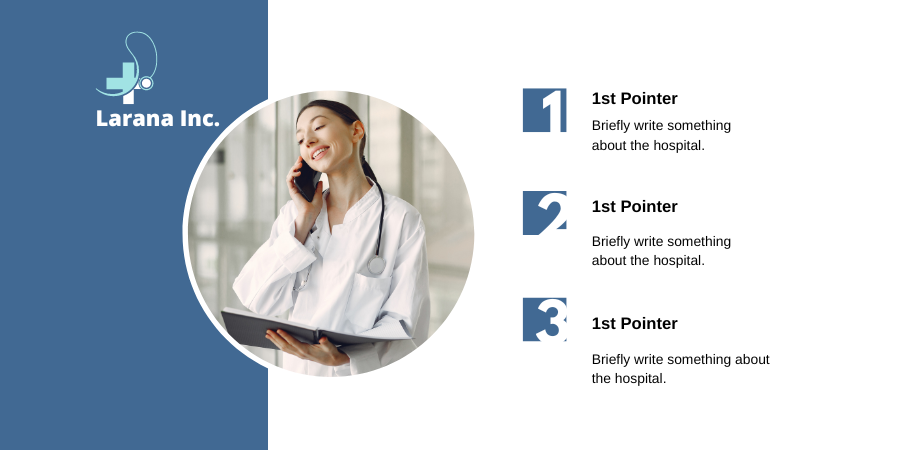 Larana Inc.
1
1st Pointer
Briefly write something
about the hospital.
2
1st Pointer
Briefly write something
about the hospital.
3
1st Pointer
Briefly write something about
the hospital.